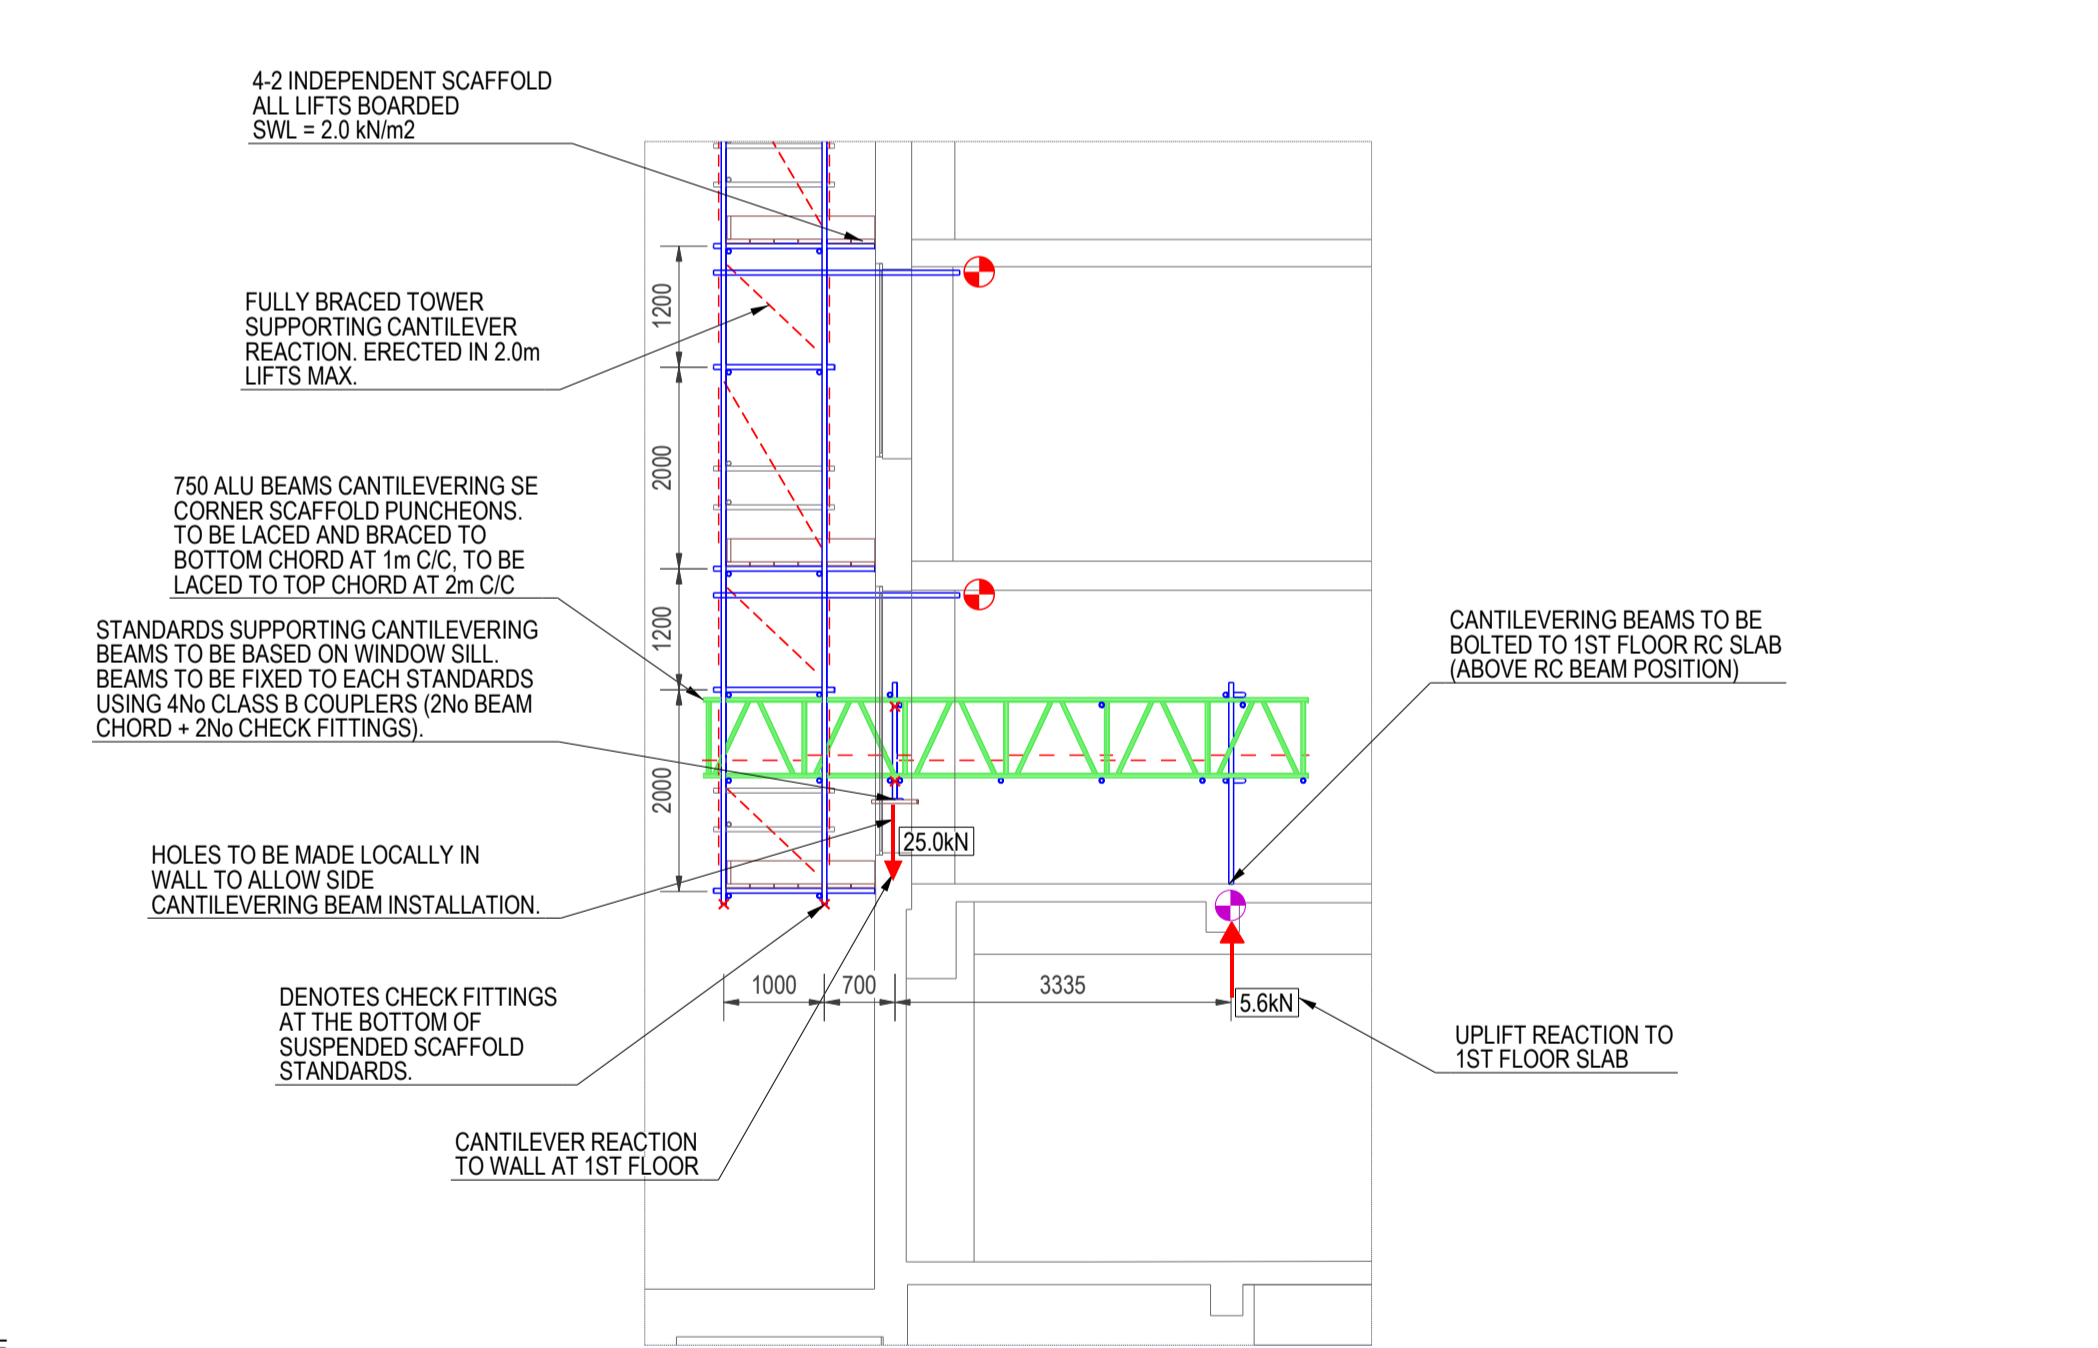 4-2 INDEPENDENT SCAFFOLD
ALL LIFTS BOARDED
SWL = 2.0 kN/m2
FULLY BRACED TOWER
SUPPORTING CANTILEVER
REACTION. ERECTED IN 2.0m
LIFTS MAX.
750 ALU BEAMS CANTILEVERING SE
CORNER SCAFFOLD PUNCHEONS.
TO BE LACED AND BRACED TO
BOTTOM CHORD AT 1m C/C, TO BE
LACED TO TOP CHORD AT 2m C/C
STANDARDS SUPPORTING CANTILEVERING
BEAMS TO BE BASED ON WINDOW SILL.
BEAMS TO BE FIXED TO EACH STANDARDS
USING 4No CLASS B COUPLERS (2No BEAM
CHORD + 2No CHECK FITTINGS).
HOLES TO BE MADE LOCALLY IN
WALL TO ALLOW SIDE
CANTILEVERING BEAM INSTALLATION.
DENOTES CHECK FITTINGS
AT THE BOTTOM OF
SUSPENDED SCAFFOLD
STANDARDS.
CANTILEVER REACTION
TO WALL AT 1ST FLOOR
1200
2000
1200
2000
25.0kN
1000
700
3335
5.6kN
CANTILEVERING BEAMS TO BE
BOLTED TO 1ST FLOOR RC SLAB
(ABOVE RC BEAM POSITION)
UPLIFT REACTION TO
1ST FLOOR SLAB